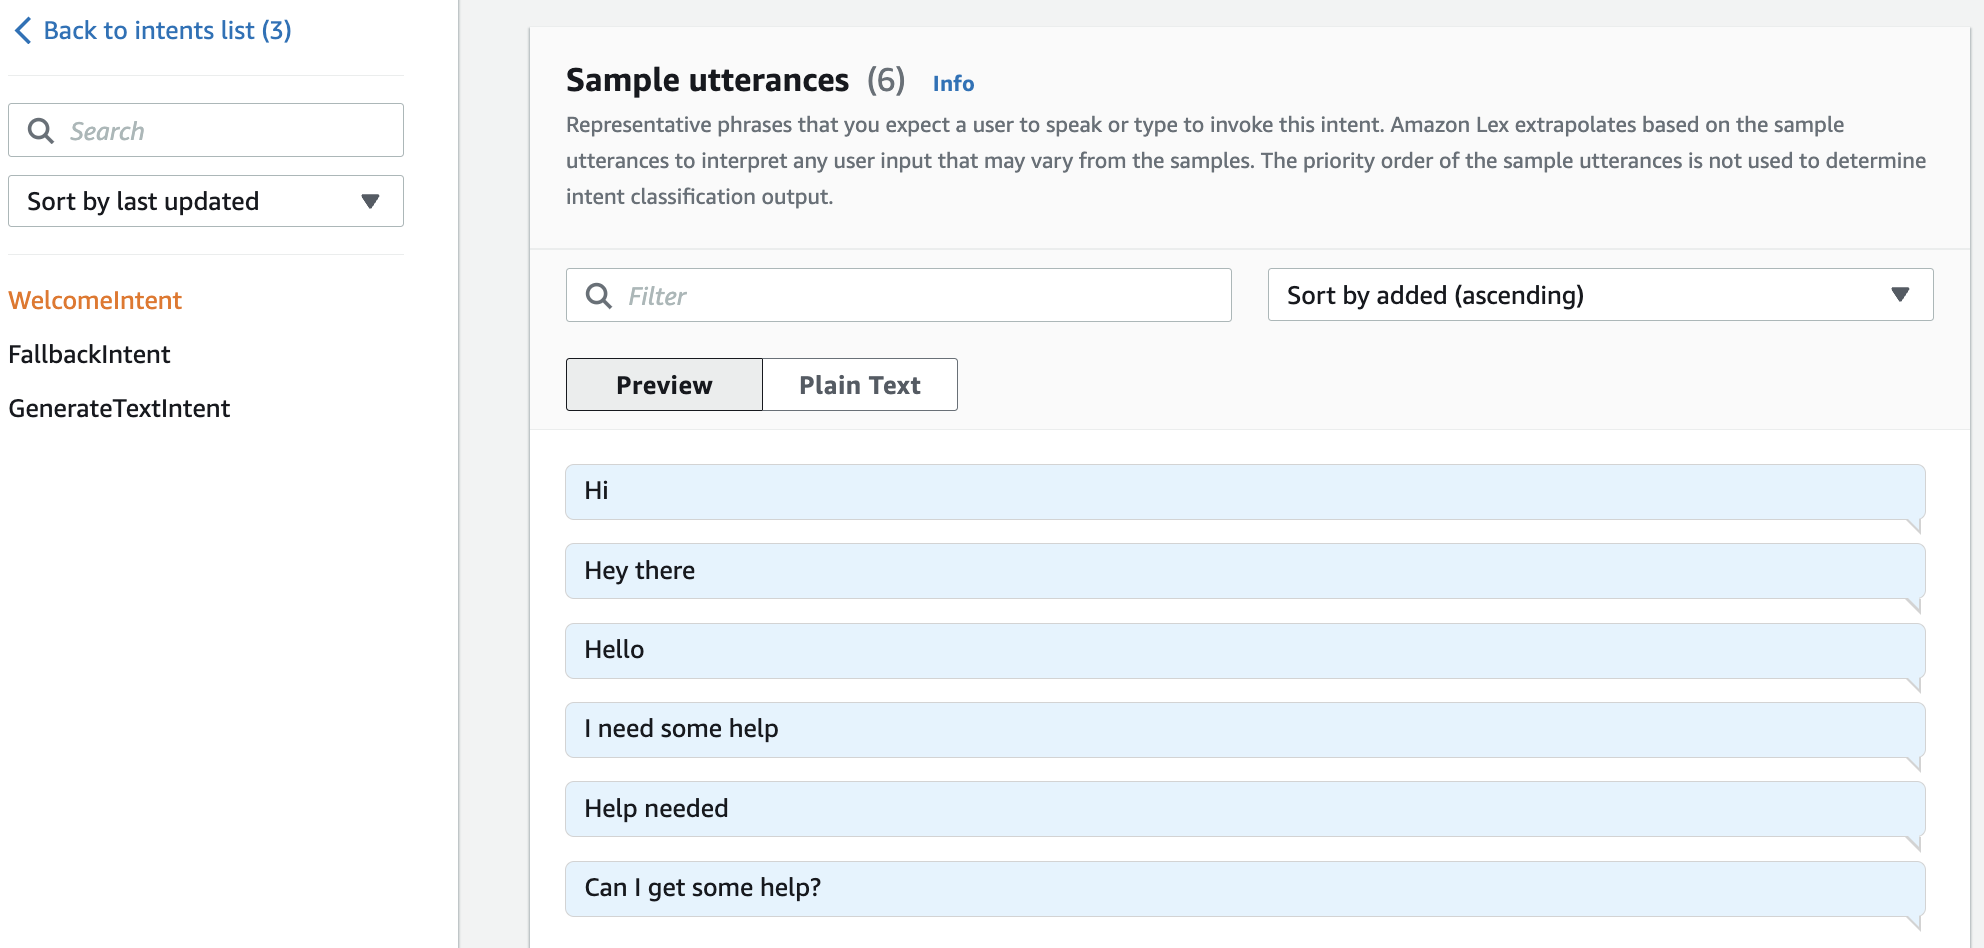 Back to intents list (3)
Search
Sort by last updated
WelcomeIntent
FallbackIntent
GenerateTextIntent
Sample utterances (6) Info
Representative phrases that you expect a user to speak or type to invoke this intent. Amazon Lex extrapolates based on the sample
utterances to interpret any user input that may vary from the samples. The priority order of the sample utterances is not used to determine
intent classification output.
Filter
Sort by added (ascending)
Preview
Plain Text
Hi
Hey there
Hello
I need some help
Help needed
Can I get some help?